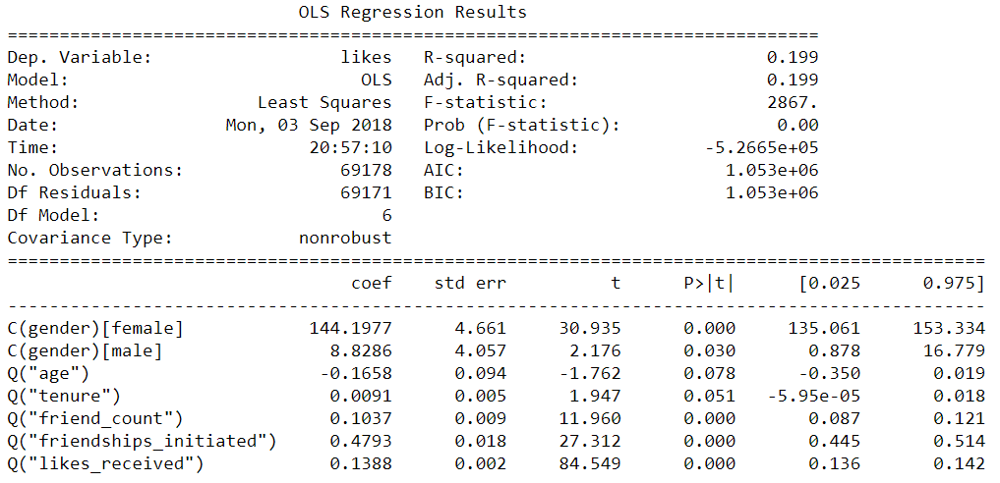 OLS Regression Results
==============================================================================
Dep. Variable: likes R-squared: 0.199
Model: OLS Adj. R-squared: 0.199
Method: Least Squares F-statistic: 2867.
Date: Mon, 03 Sep 2018 Prob (F-statistic): 0.00
Time: 20:57:10 Log-Likelihood: -5.2665e+05
No. Observations: 69178 AIC: 1.053e+06
Df Residuals: 69171 BIC: 1.053e+06
Df Model: 6
Covariance Type: nonrobust
==============================================================================================
coef std err t P>|t| [0.025 0.975]
----------------------------------------------------------------------------------------------
C(gender)[female] 144.1977 4.661 30.935 0.000 135.061 153.334
C(gender)[male] 8.8286 4.057 2.176 0.030 0.878 16.779
Q("age") -0.1658 0.094 -1.762 0.078 -0.350 0.019
Q("tenure") 0.0091 0.005 1.947 0.051 -5.95e-05 0.018
Q("friend_count") 0.1037 0.009 11.960 0.000 0.087 0.121
Q("friendships_initiated") 0.4793 0.018 27.312 0.000 0.445 0.514
Q("likes_received") 0.1388 0.002 84.549 0.000 0.136 0.142